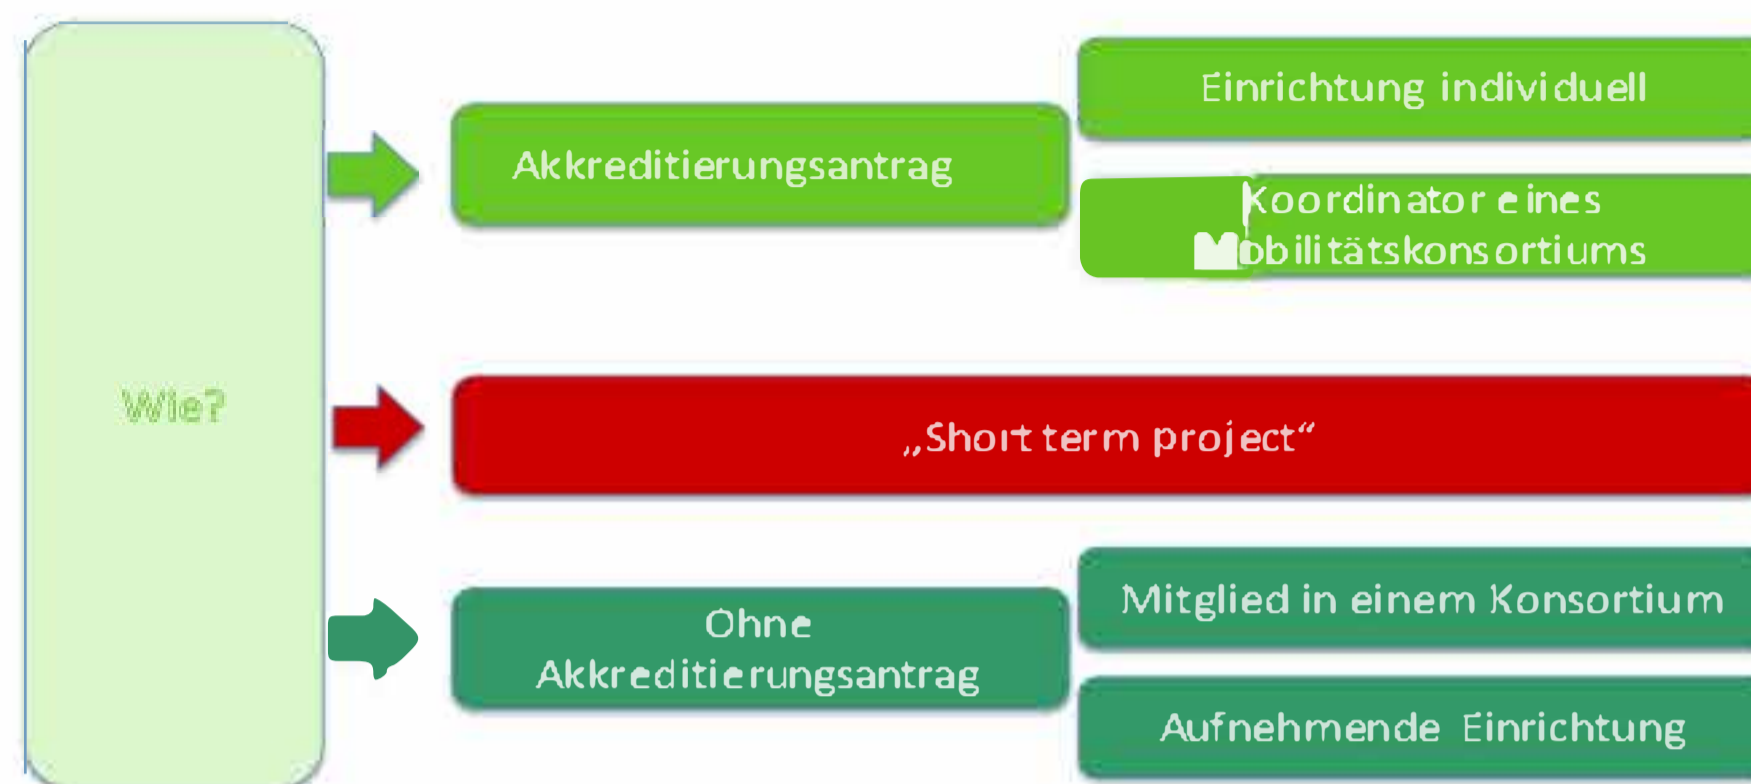 Wie?
Akkreditierungsantrag
Einrichtung individuell
Koordinator eines
Mobilitätskonsortiums
„Short term project“
Ohne
Akkreditierungsantrag
Mitglied in einem Konsortium
Aufnehmende Einrichtung